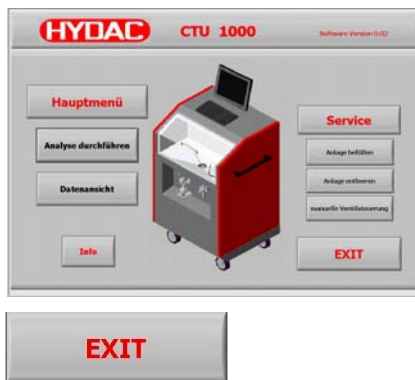 HYDAC
CTU 1000
Software Version 0.02
Hauptmenü
Analyse durchführen
Datenansicht
Info
Service
Anlage befüllen
Anlage entleeren
manuelle Ventilsteuerung
EXIT
EXIT